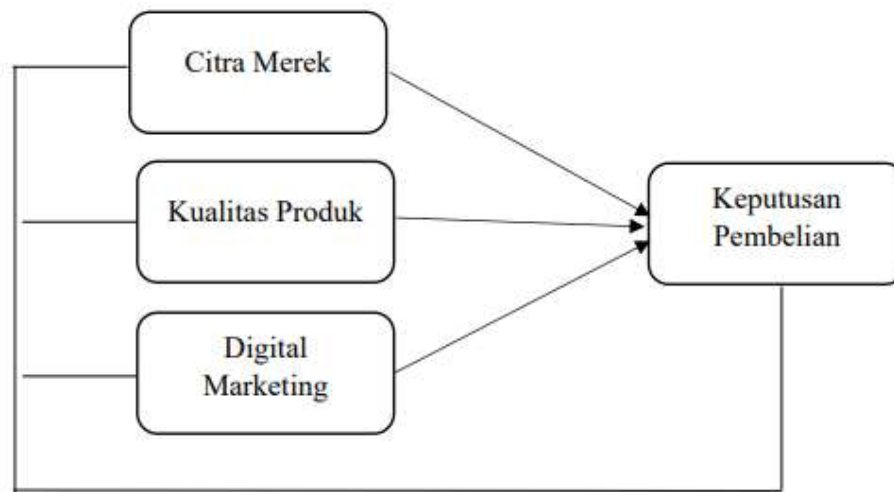 Citra Merek
Kualitas Produk
Keputusan
Pembelian
Digital
Marketing